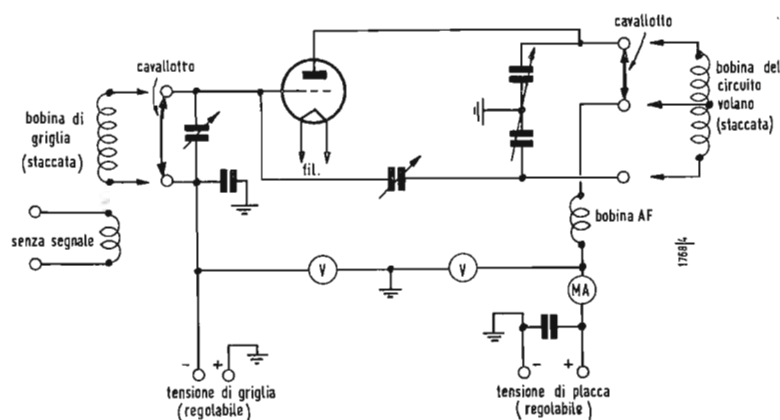 cavallotto
cavallotto
bobina di
griglia
(staccata)
bobina del
circuito
volano
(staccata)
fil.
senza segnale
bobina AF
1768/4
V
V
MA
- +
- +
tensione di griglia
(regolabile)
tensione di placca
(regolabile)